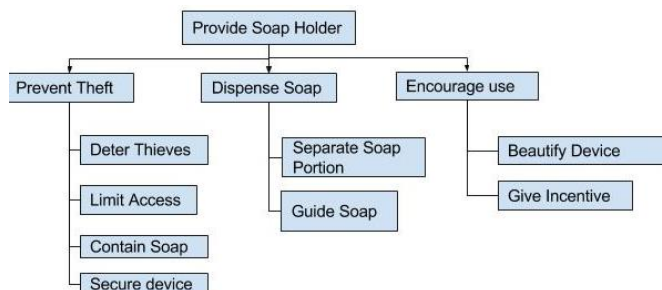 Provide Soap Holder
Prevent Theft
Dispense Soap
Encourage use
Deter Thieves
Limit Access
Contain Soap
Secure device
Separate Soap
Portion
Guide Soap
Beautify Device
Give Incentive